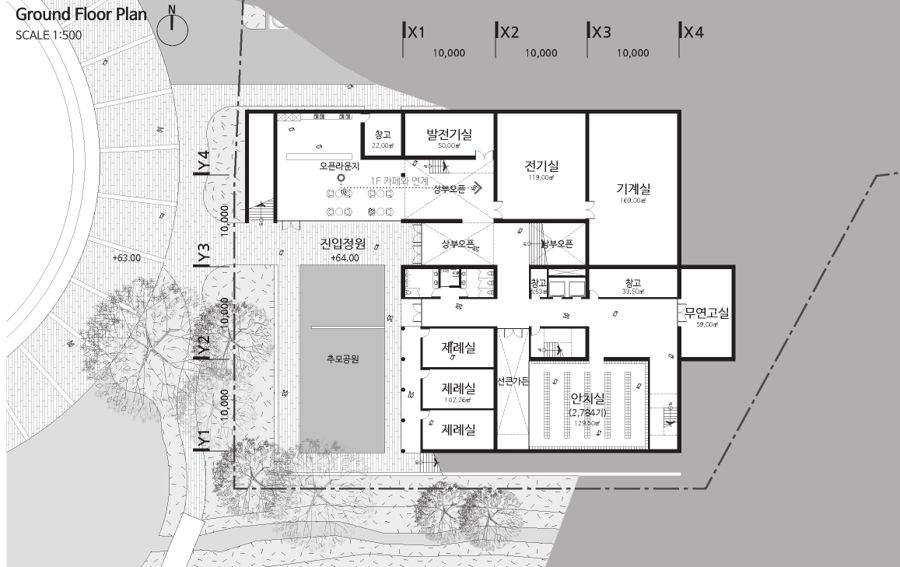 Ground Floor Plan
SCALE 1:500
N
X1
X2
X3
X4
10,000
10,000
10,000
창고
22.00㎡
발전기실
50.00㎡
전기실
119.00㎡
기계실
169.00㎡
오픈라운지
1F 카페와 연계
상부오픈
Y4
10,000
진입정원
+64.00
상부오픈
상부오픈
Y3
+63.00
창고
창고
33.50㎡
무연고실
59.00㎡
10,000
제례실
Y2
추모공원
선큰가든
제례실
107.26㎡
안치실
(2,784기)
129.50㎡
10,000
제례실
Y1